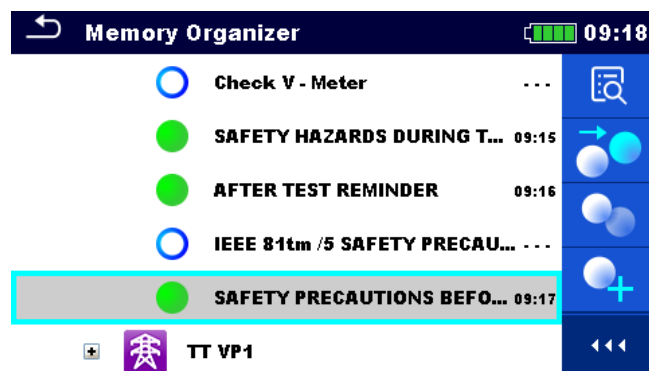 Memory Organizer 09:18
Check V - Meter - - -
SAFETY HAZARDS DURING T... 09:15
AFTER TEST REMINDER 09:16
IEEE 81tm /5 SAFETY PRECAU... - - -
SAFETY PRECAUTIONS BEFO... 09:17
TT VP1